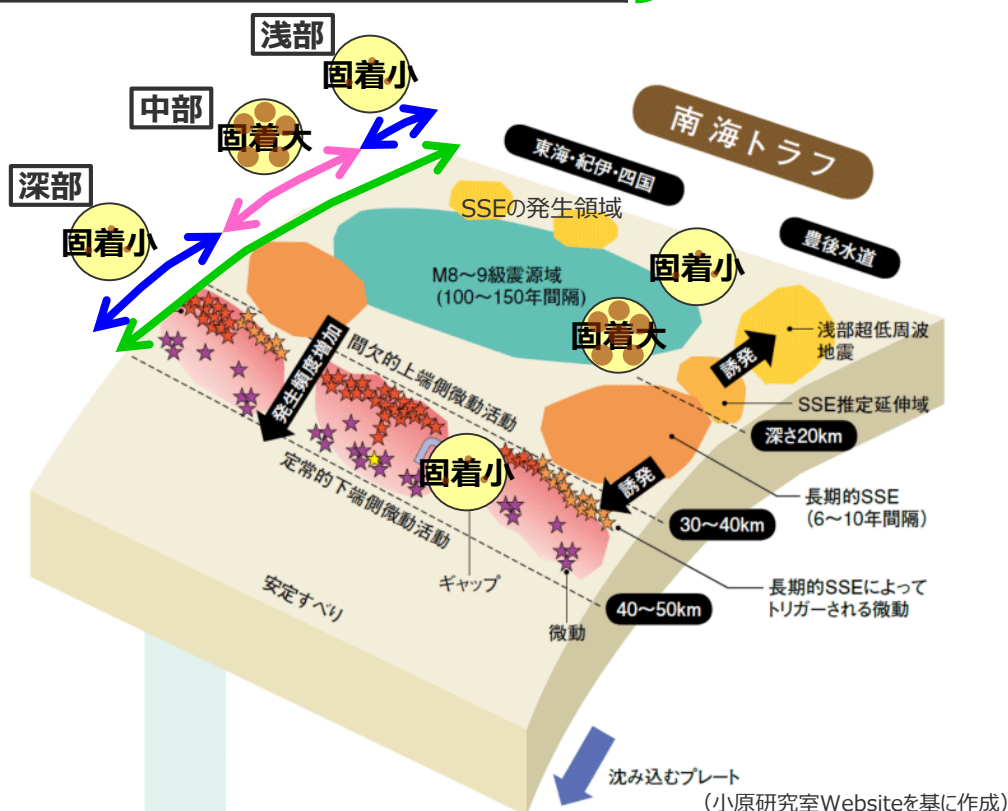 浅部
固着小
中部
固着大
深部
固着小
南海トラフ
東海・紀伊・四国
豊後水道
SSEの発生領域
M8～9級震源域
(100～150年間隔)
固着小
固着大
浅部超低周波
地震
誘発
SSE推定延伸域
深さ20km
間欠的上端側微動活動
発生頻度増加
定常的下端側微動活動
固着小
誘発
長期的SSE
(6～10年間隔)
30～40km
ギャップ
長期的SSEによって
トリガーされる微動
40～50km
微動
安定すべり
沈み込むプレート
（小原研究室Websiteを基に作成）